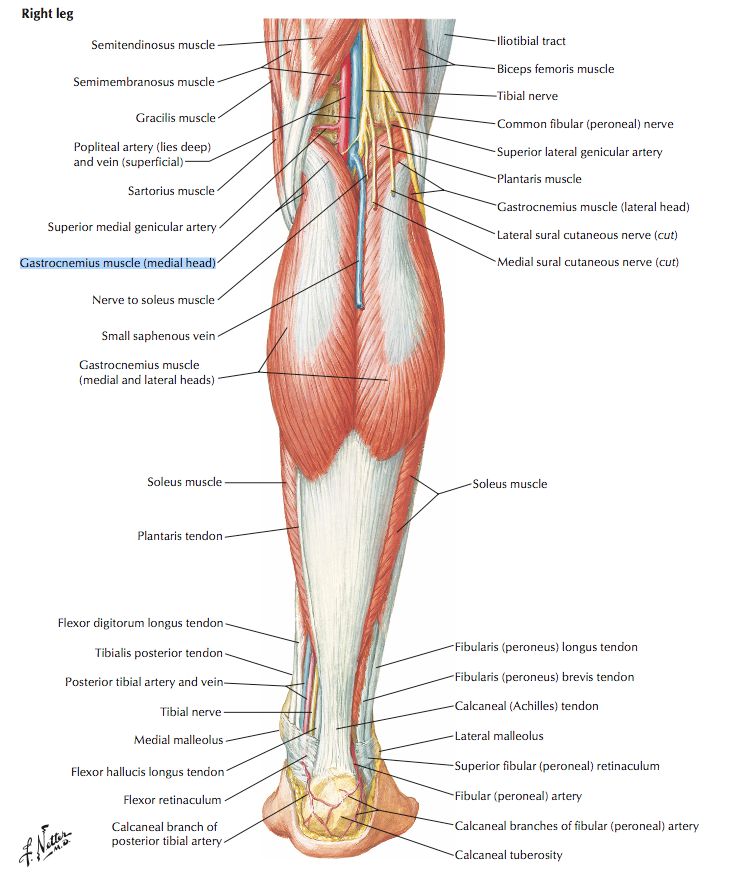 Right leg
Semitendinosus muscle
Semimembranosus muscle
Gracilis muscle
Popliteal artery (lies deep)
and vein (superficial)
Sartorius muscle
Superior medial genicular artery
Gastrocnemius muscle (medial head)
Nerve to soleus muscle
Small saphenous vein
Gastrocnemius muscle
(medial and lateral heads)
Soleus muscle
Plantaris tendon
Flexor digitorum longus tendon
Tibialis posterior tendon
Posterior tibial artery and vein
Tibial nerve
Medial malleolus
Flexor hallucis longus tendon
Flexor retinaculum
Calcaneal branch of
posterior tibial artery
Iliotibial tract
Biceps femoris muscle
Tibial nerve
Common fibular (peroneal) nerve
Superior lateral genicular artery
Plantaris muscle
Gastrocnemius muscle (lateral head)
Lateral sural cutaneous nerve (cut)
Medial sural cutaneous nerve (cut)
Soleus muscle
Fibularis (peroneus) longus tendon
Fibularis (peroneus) brevis tendon
Calcaneal (Achilles) tendon
Lateral malleolus
Superior fibular (peroneal) retinaculum
Fibular (peroneal) artery
Calcaneal branches of fibular (peroneal) artery
Calcaneal tuberosity
F. Netter
M.D.